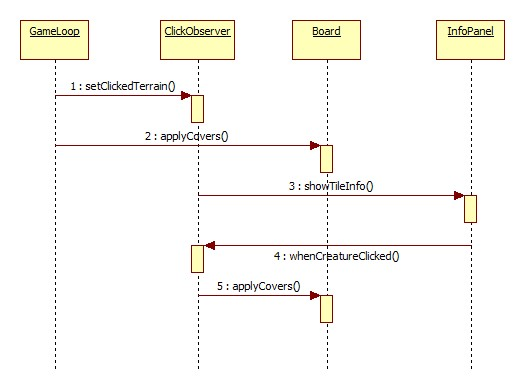 GameLoop
ClickObserver
Board
InfoPanel
1 : setClickedTerrain()
2 : applyCovers()
3 : showTileInfo()
4 : whenCreatureClicked()
5 : applyCovers()